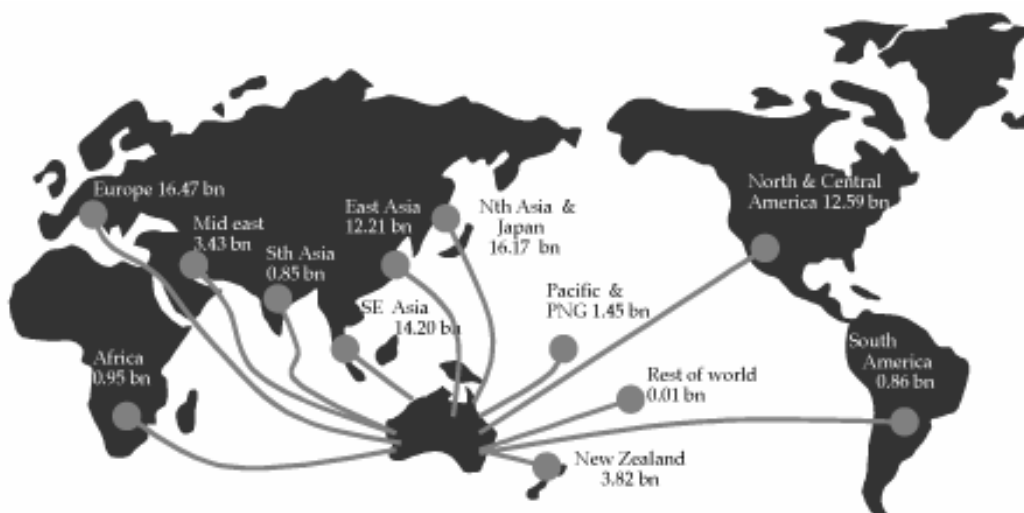 Europe 16.47 bn
Mid east
3.43 bn
Sth Asia
0.85 bn
East Asia
12.21 bn
Nth Asia &
Japan
16.17 bn
North & Central
America 12.59 bn
SE Asia
14.20 bn
Pacific &
PNG 1.45 bn
Africa
0.95 bn
Rest of world
0.01 bn
South
America
0.86 bn
New Zealand
3.82 bn